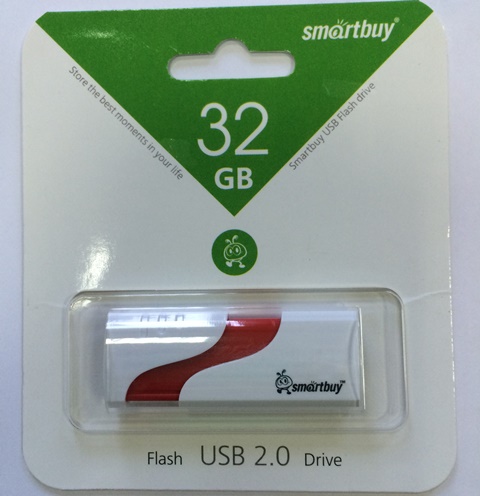 smartbuy®
Store the best moments in your life
32
GB
Smartbuy USB Flash drive
smartbuy™
Flash USB 2.0 Drive